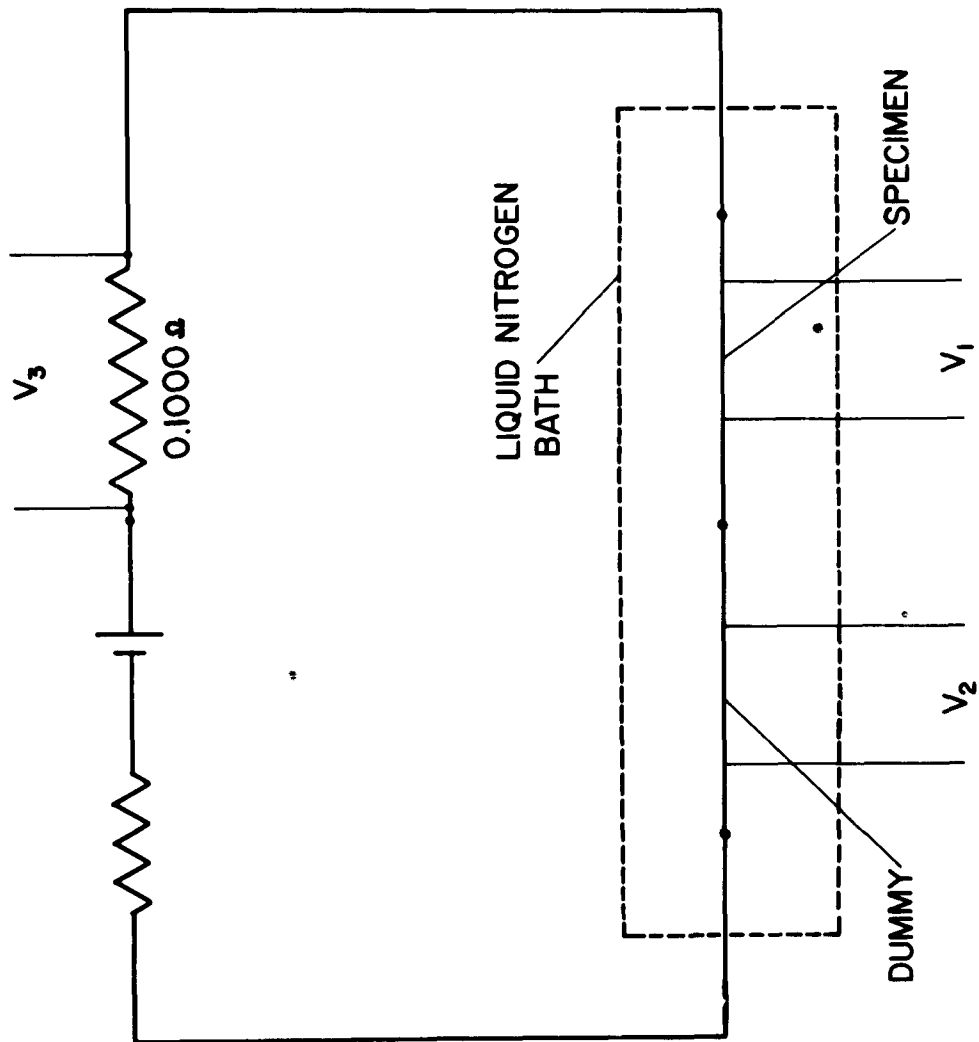 V₃
0.1000 Ω
LIQUID NITROGEN
BATH
SPECIMEN
DUMMY
V₂
V₁